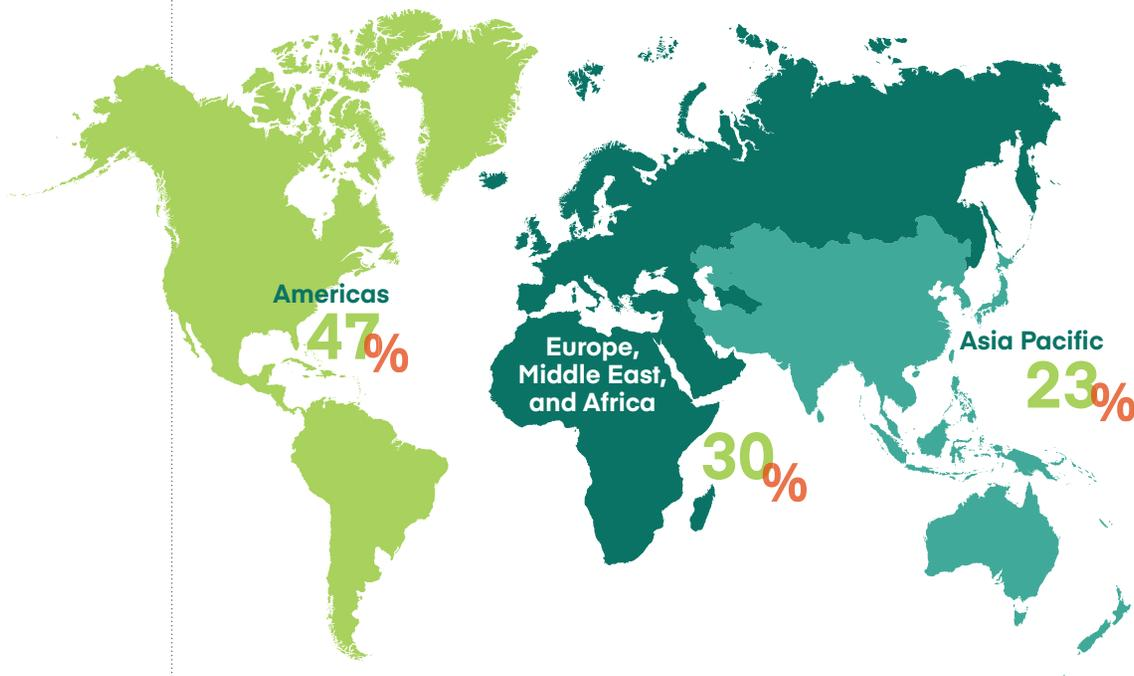 Americas
47%
Europe,
Middle East,
and Africa
30%
Asia Pacific
23%